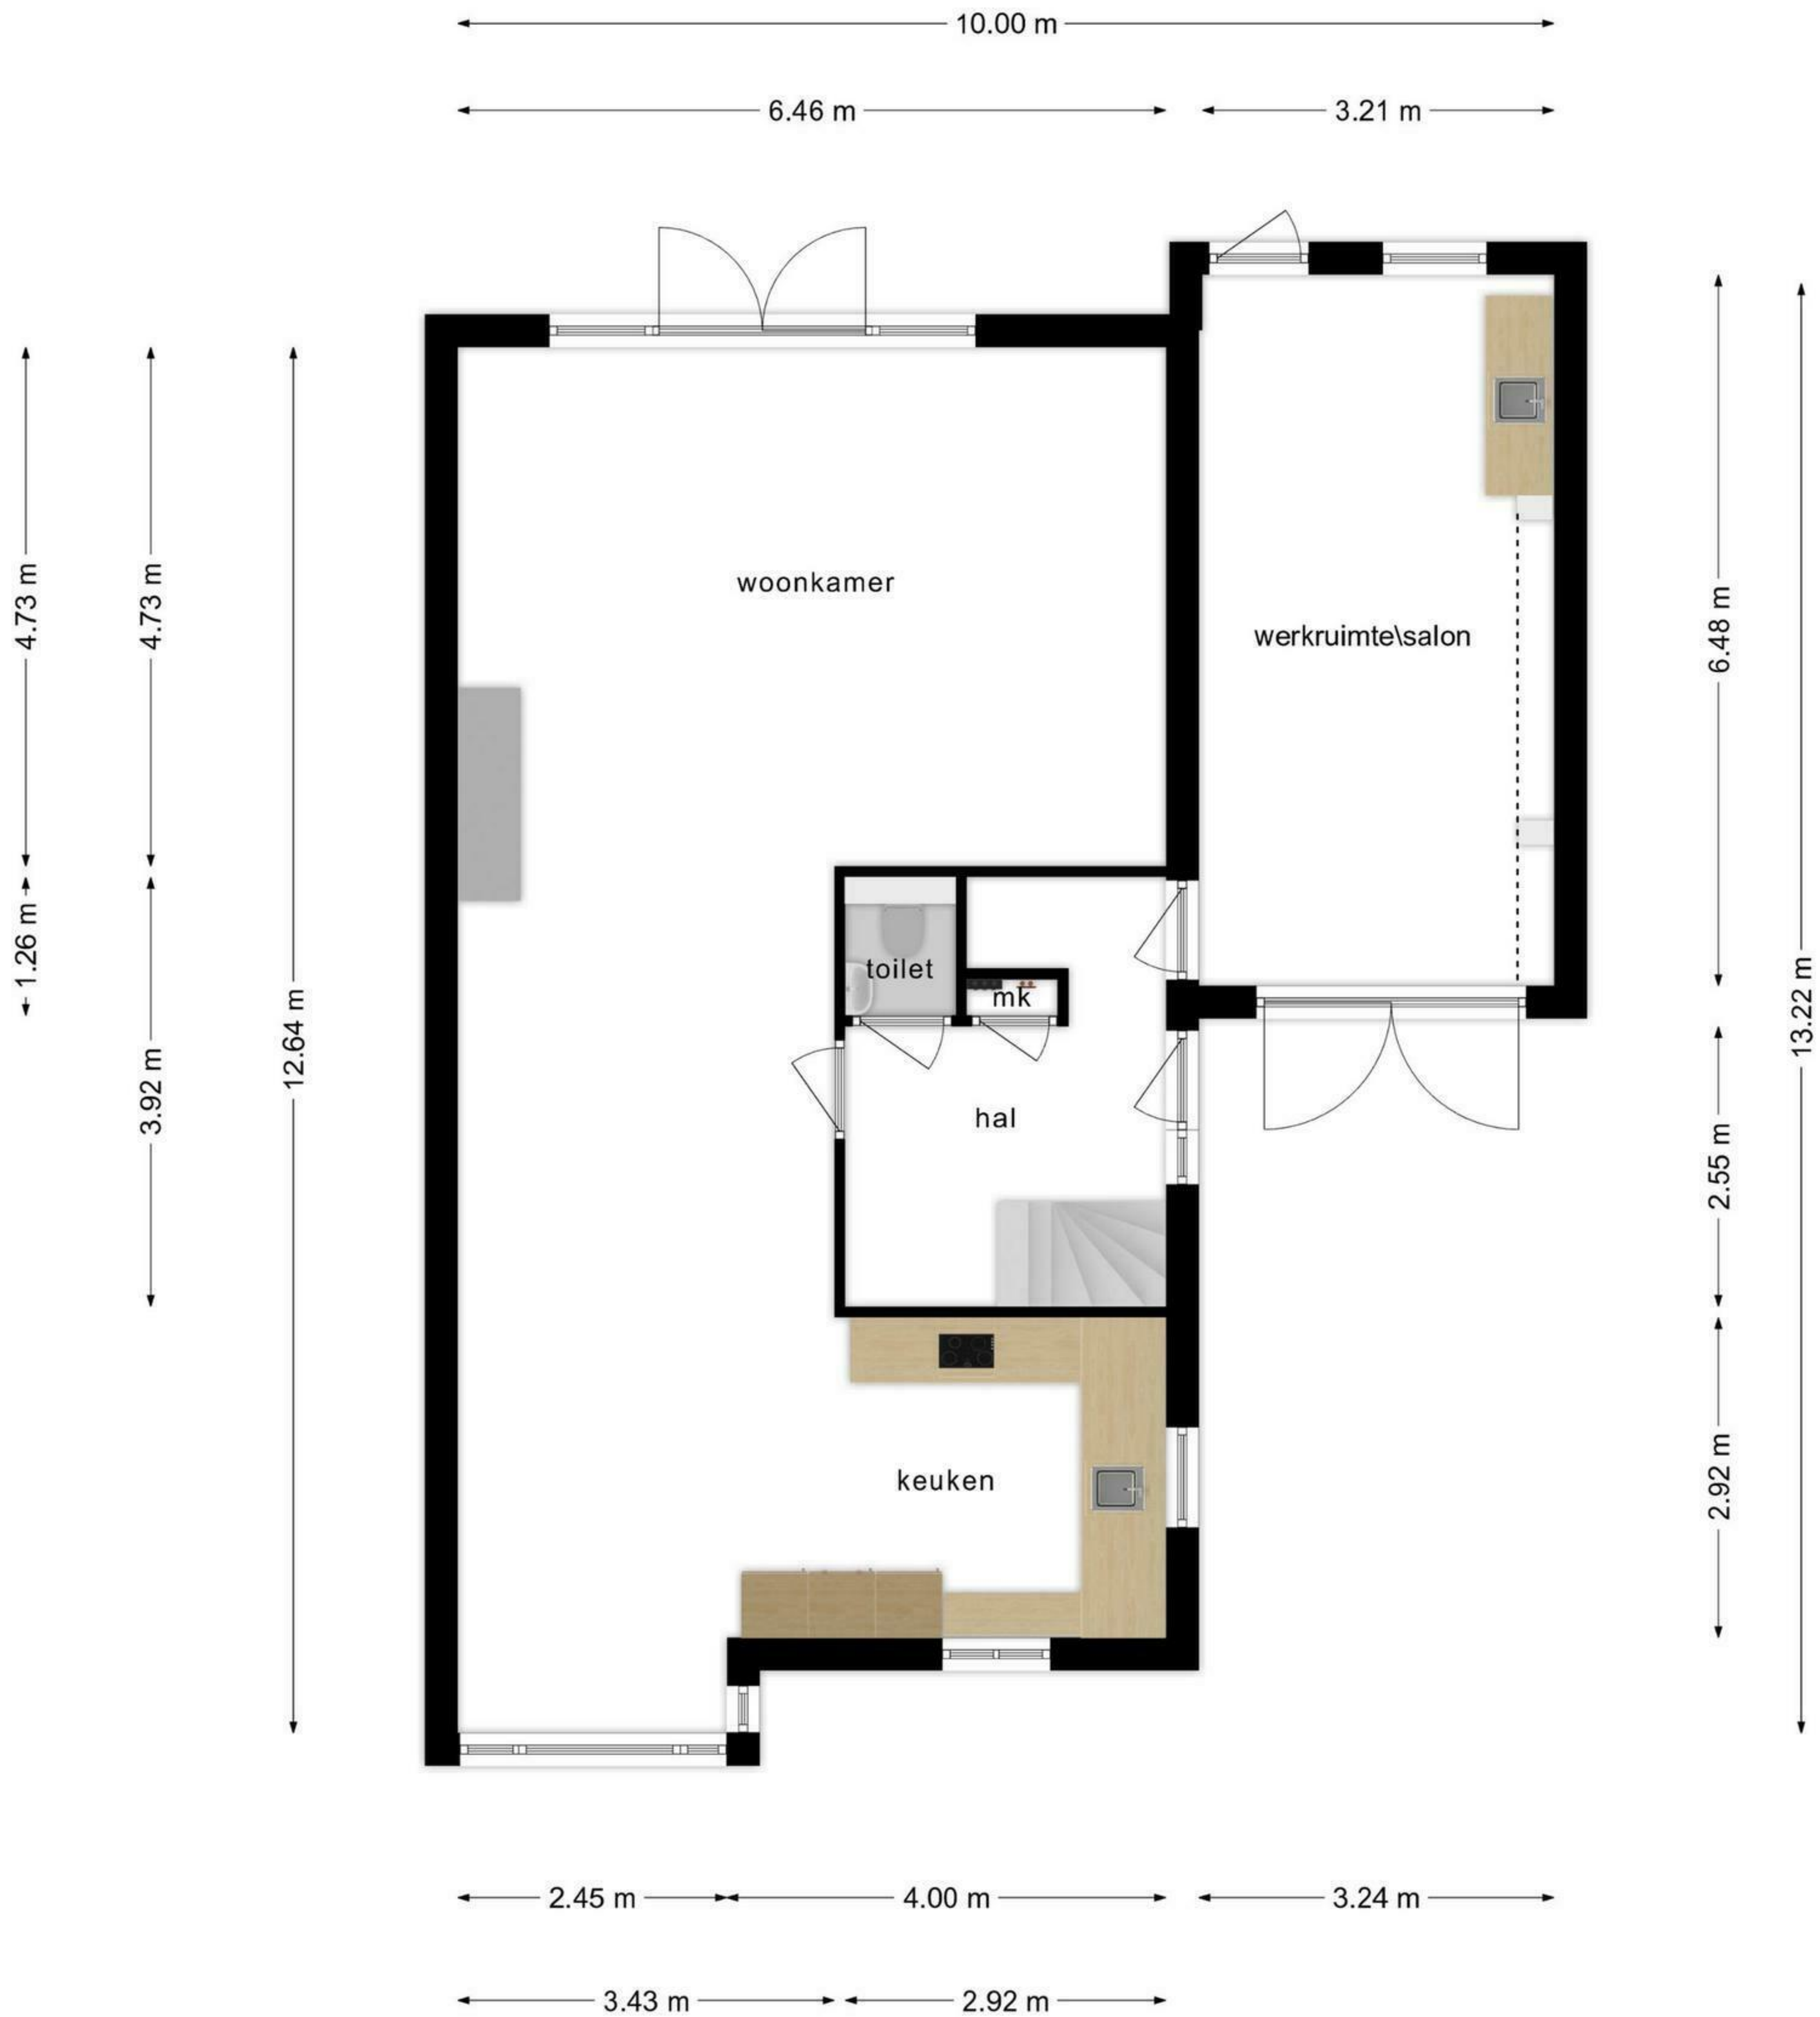 10.00 m
6.46 m
3.21 m
woonkamer
werkruimte\salon
4.73 m
4.73 m
6.48 m
1.26 m
toilet
mk
12.64 m
13.22 m
3.92 m
hal
2.55 m
keuken
2.92 m
2.45 m
4.00 m
3.24 m
3.43 m
2.92 m